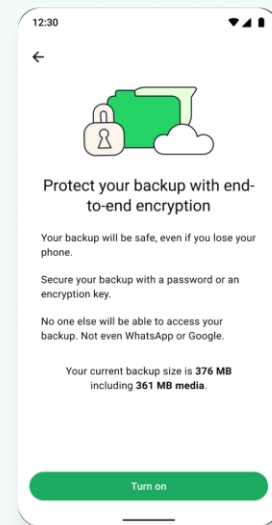 12:30
Protect your backup with end-
to-end encryption
Your backup will be safe, even if you lose your
phone.
Secure your backup with a password or an
encryption key.
No one else will be able to access your
backup. Not even WhatsApp or Google.
Your current backup size is 376 MB
including 361 MB media.
Turn on